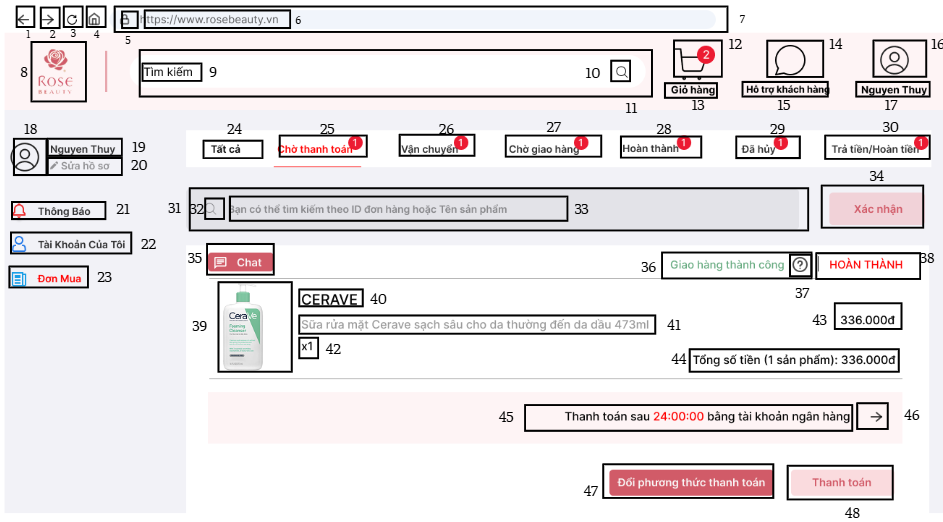 https://www.rosebeauty.vn
1 2 3 4 5 6 7
8 ROSE BEAUTY
Tìm kiếm 9 10 11
2 12 14 16
Giỏ hàng Hỗ trợ khách hàng Nguyen Thuy
13 15 17
18
Nguyen Thuy 19
Sửa hồ sơ 20
Thông Báo 21
Tài Khoản Của Tôi 22
Đơn Mua 23
24 25 26 27 28 29 30
Tất cả Chờ thanh toán 1 Vận chuyển 1 Chờ giao hàng 1 Hoàn thành 1 Đã hủy 1 Trả tiền/Hoàn tiền 1
31 32 Bạn có thể tìm kiếm theo ID đơn hàng hoặc Tên sản phẩm 33
34
Xác nhận
35 Chat 36 Giao hàng thành công ? 37 HOÀN THÀNH 38
39 CeraVe
Foaming
Cleanser
CERAVE 40
Sữa rửa mặt Cerave sạch sâu cho da thường đến da dầu 473ml 41
x1 42
43 336.000đ
44 Tổng số tiền (1 sản phẩm): 336.000đ
45 Thanh toán sau 24:00:00 bằng tài khoản ngân hàng 46
47 Đổi phương thức thanh toán Thanh toán
48